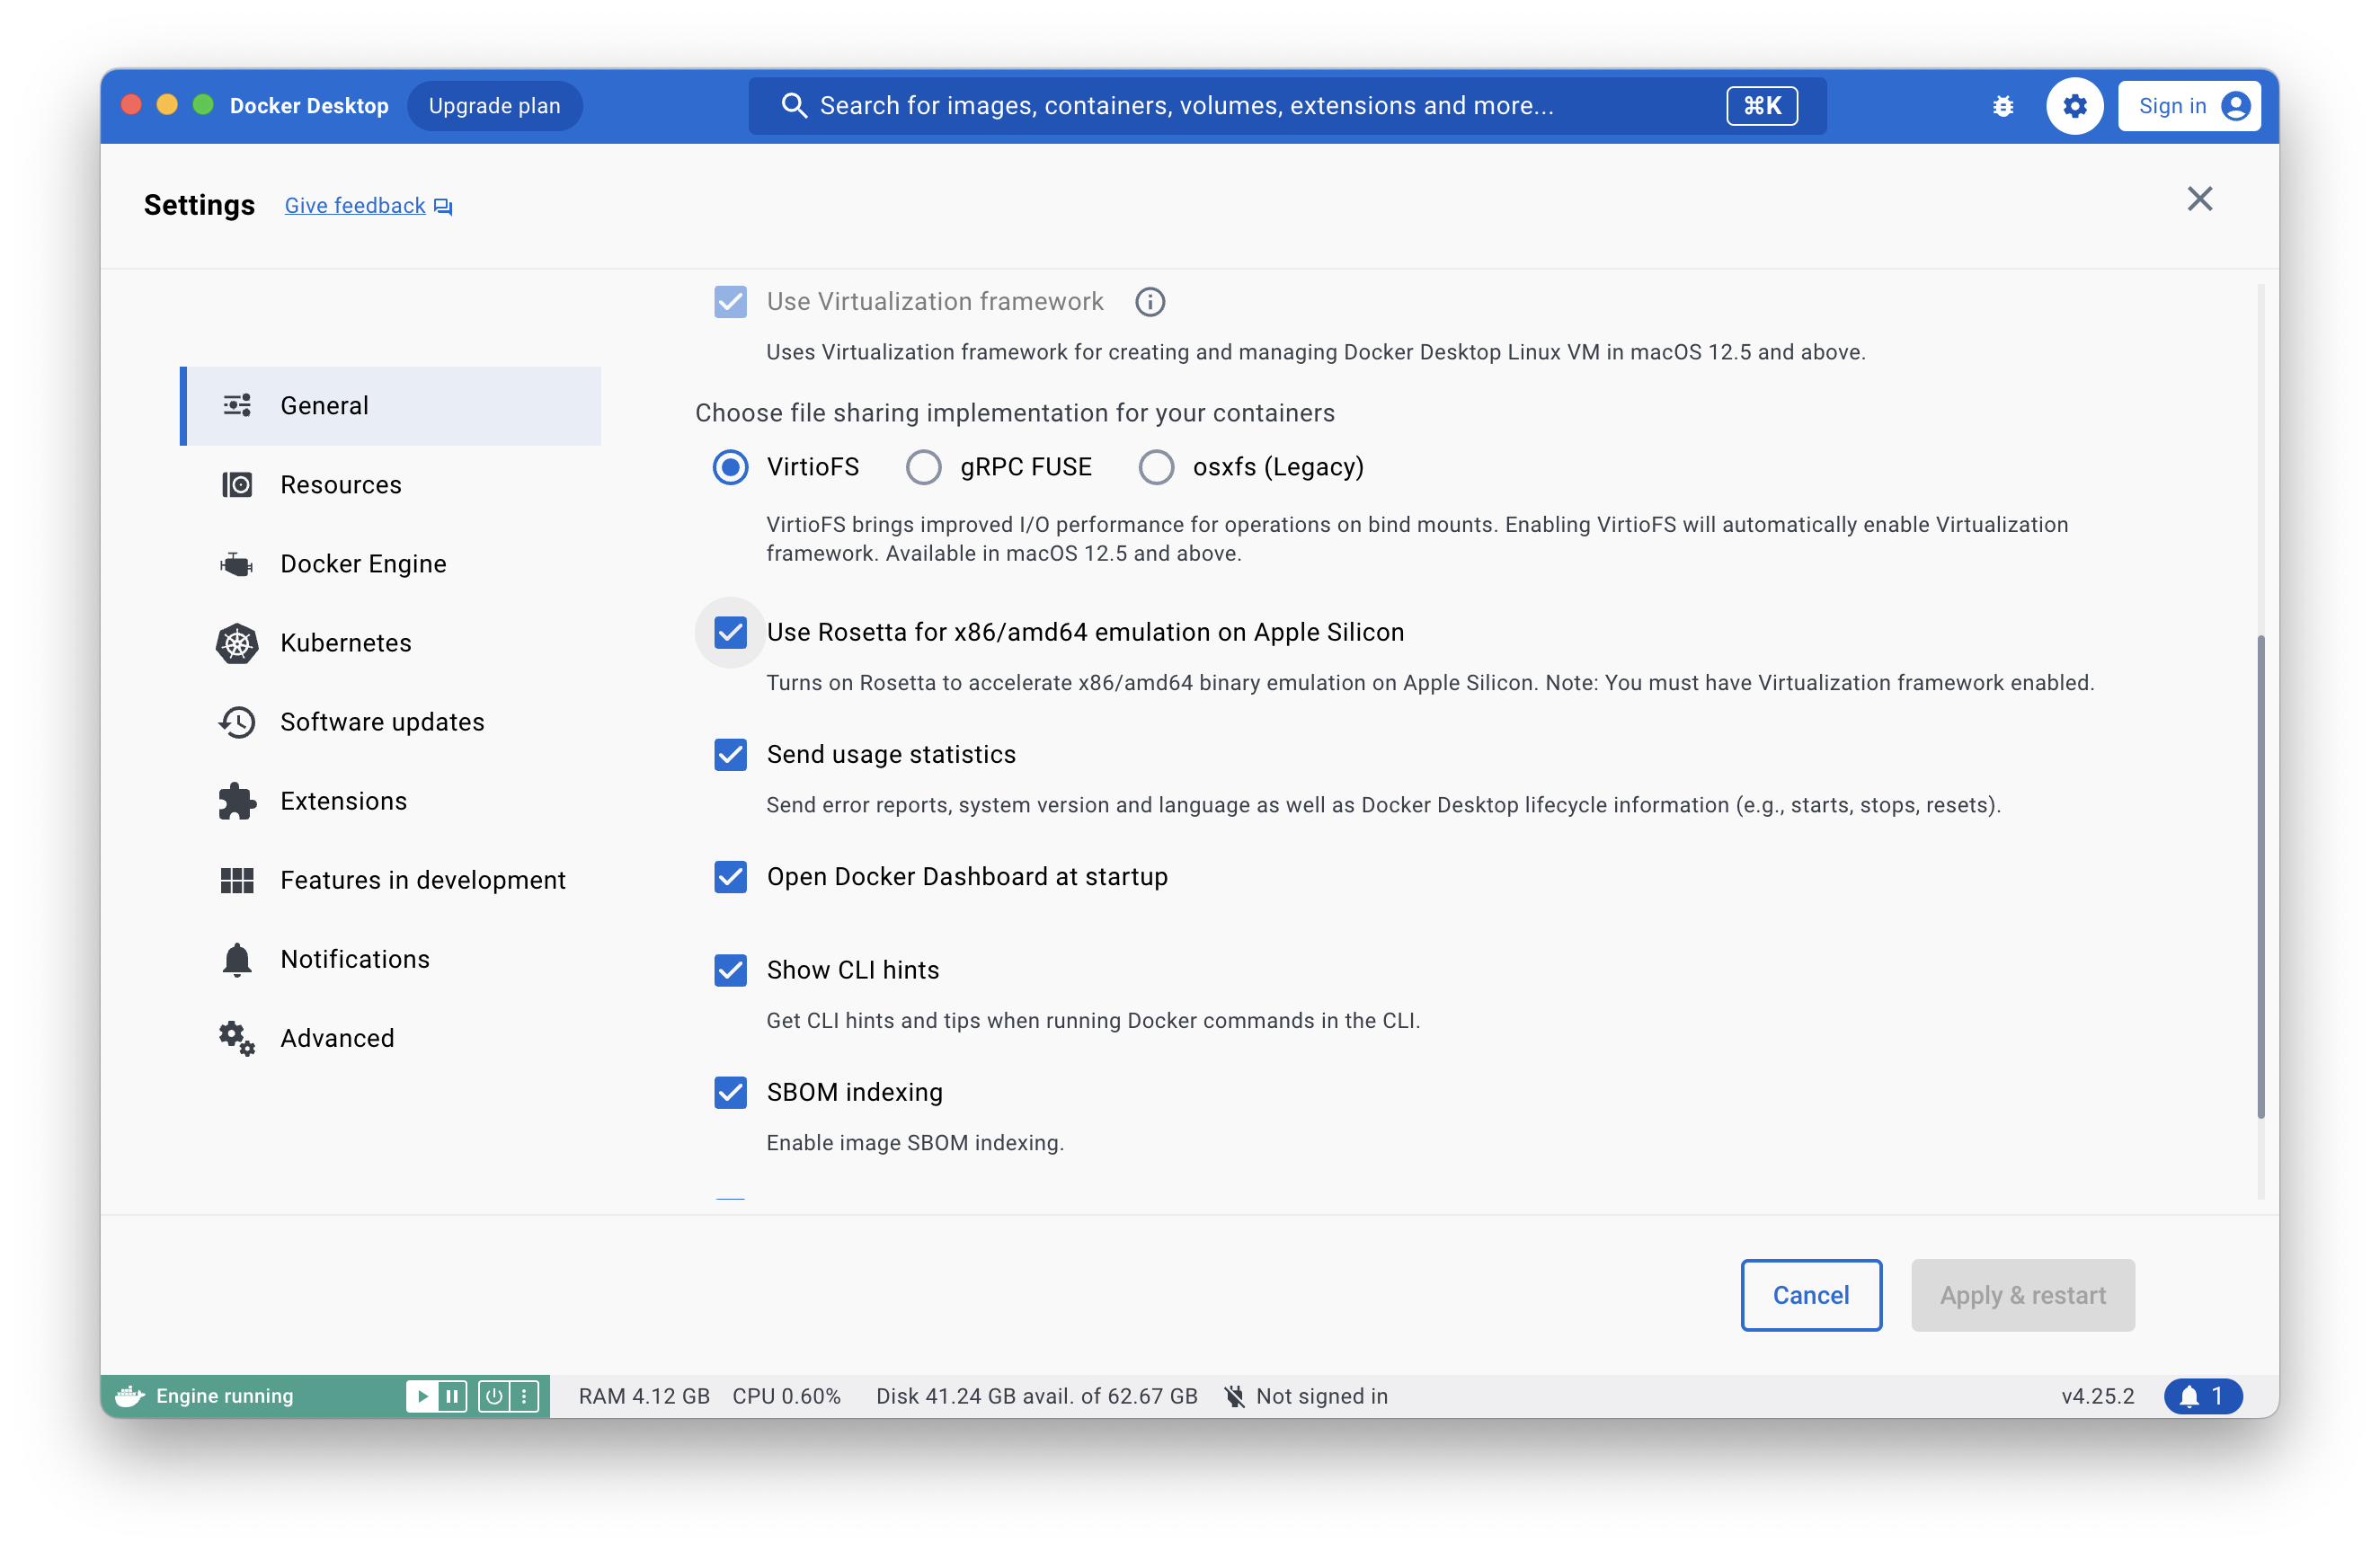 Docker Desktop
Upgrade plan
Search for images, containers, volumes, extensions and more...
⌘K
Sign in
Settings
Give feedback
General
Resources
Docker Engine
Kubernetes
Software updates
Extensions
Features in development
Notifications
Advanced
Use Virtualization framework
Uses Virtualization framework for creating and managing Docker Desktop Linux VM in macOS 12.5 and above.
Choose file sharing implementation for your containers
VirtioFS gRPC FUSE osxfs (Legacy)
VirtioFS brings improved I/O performance for operations on bind mounts. Enabling VirtioFS will automatically enable Virtualization
framework. Available in macOS 12.5 and above.
Use Rosetta for x86/amd64 emulation on Apple Silicon
Turns on Rosetta to accelerate x86/amd64 binary emulation on Apple Silicon. Note: You must have Virtualization framework enabled.
Send usage statistics
Send error reports, system version and language as well as Docker Desktop lifecycle information (e.g., starts, stops, resets).
Open Docker Dashboard at startup
Show CLI hints
Get CLI hints and tips when running Docker commands in the CLI.
SBOM indexing
Enable image SBOM indexing.
Cancel
Apply & restart
Engine running
RAM 4.12 GB CPU 0.60% Disk 41.24 GB avail. of 62.67 GB Not signed in
v4.25.2
1